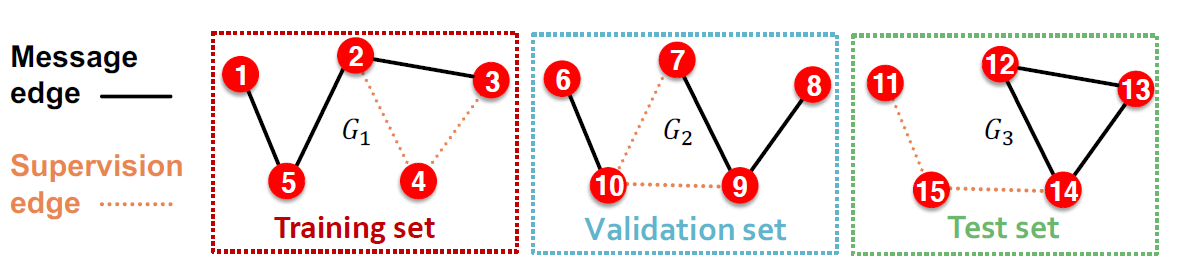 Message
edge
Supervision
edge
1
2
3
4
5
G1
Training set
6
7
8
9
10
G2
Validation set
11
12
13
14
15
G3
Test set